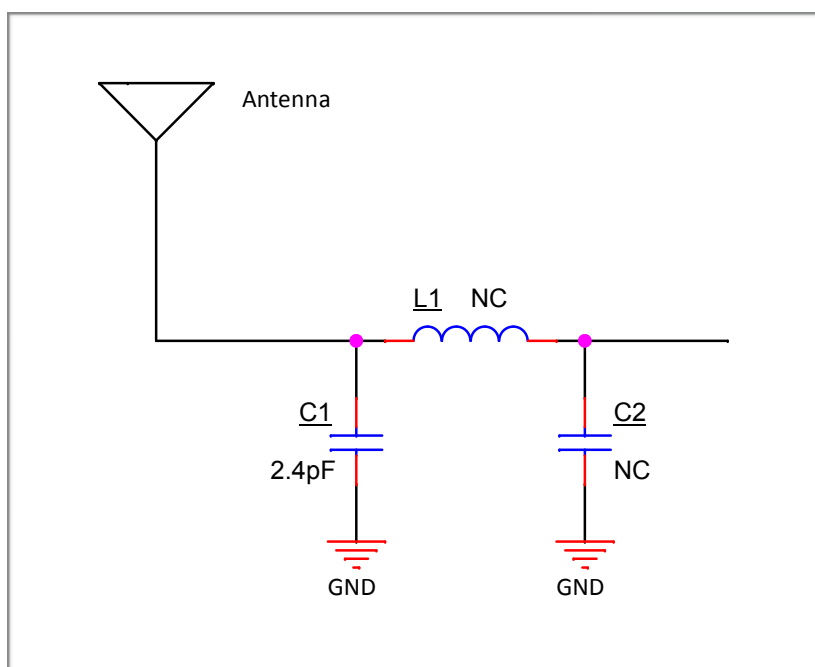 Antenna
L1 NC
C1
2.4pF
C2
NC
GND
GND